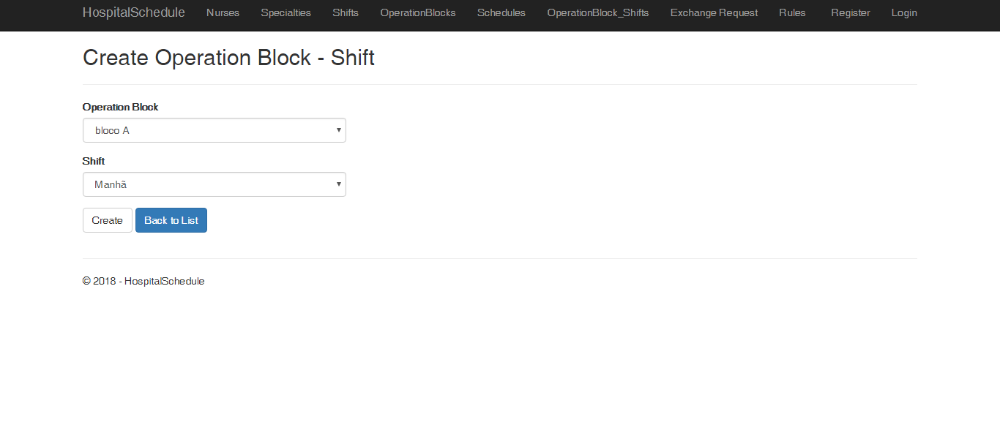 HospitalSchedule Nurses Specialties Shifts OperationBlocks Schedules OperationBlock_Shifts Exchange Request Rules Register Login
Create Operation Block - Shift
Operation Block
bloco A
Shift
Manhã
Create Back to List
© 2018 - HospitalSchedule